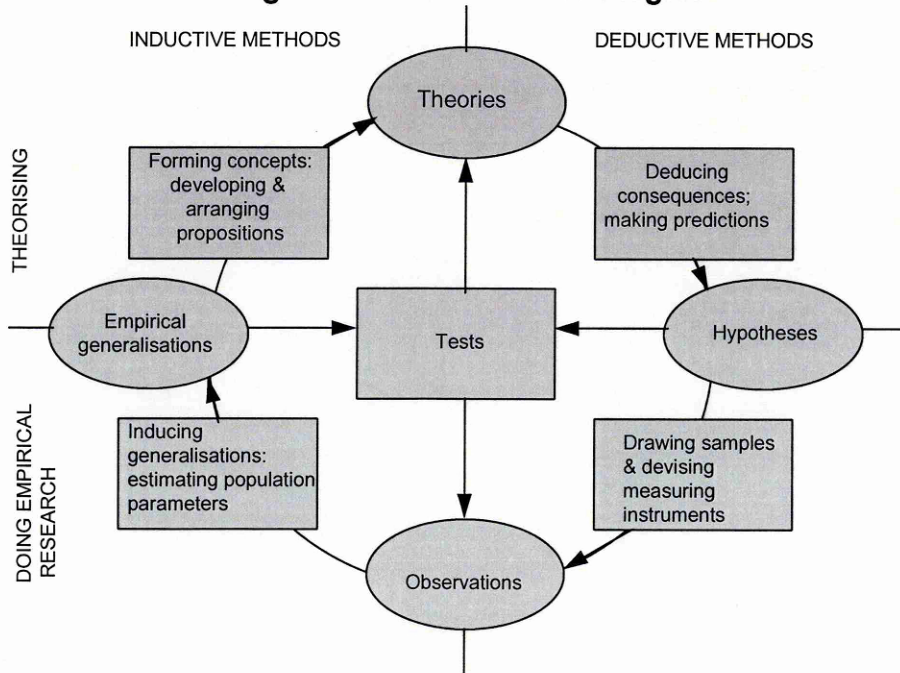 INDUCTIVE METHODS
DEDUCTIVE METHODS
Theories
THEORISING
Forming concepts:
developing &
arranging
propositions
Deducing
consequences;
making predictions
Empirical
generalisations
Tests
Hypotheses
DOING EMPIRICAL
RESEARCH
Inducing
generalisations:
estimating population
parameters
Drawing samples
& devising
measuring
instruments
Observations